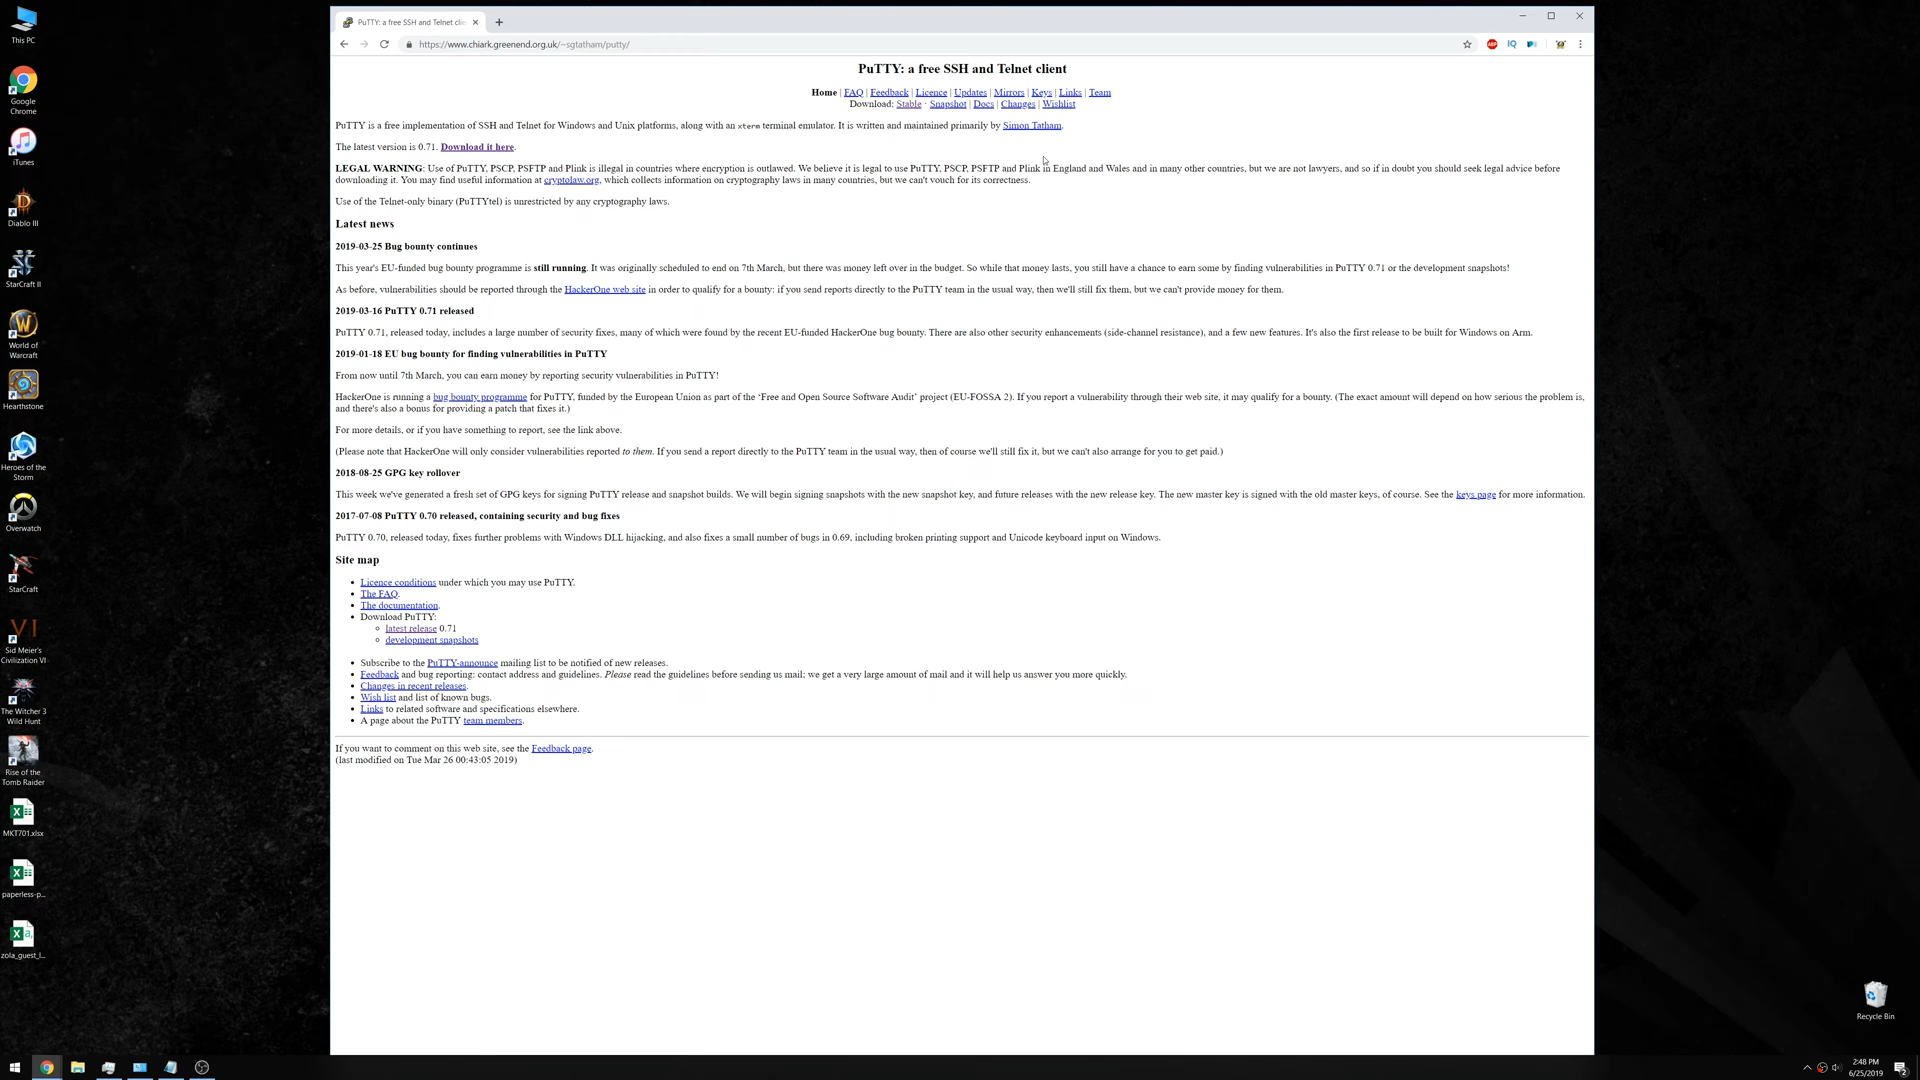 This PC
Google
Chrome
iTunes
Diablo III
StarCraft II
World of
Warcraft
Hearthstone
Heroes of the
Storm
Overwatch
StarCraft
VI
Sid Meier's
Civilization VI
The Witcher 3
Wild Hunt
Rise of the
Tomb Raider
MKT701.xlsx
paperless-p...
zola_guest_l...
PuTTY: a free SSH and Telnet clie
https://www.chiark.greenend.org.uk/~sgtatham/putty/
ABP
IQ
PuTTY: a free SSH and Telnet client
Home | FAQ | Feedback | Licence | Updates | Mirrors | Keys | Links | Team
Download: Stable · Snapshot | Docs | Changes | Wishlist
PuTTY is a free implementation of SSH and Telnet for Windows and Unix platforms, along with an xterm terminal emulator. It is written and maintained primarily by Simon Tatham.
The latest version is 0.71. Download it here.
LEGAL WARNING: Use of PuTTY, PSCP, PSFTP and Plink is illegal in countries where encryption is outlawed. We believe it is legal to use PuTTY, PSCP, PSFTP and Plink in England and Wales and in many other countries, but we are not lawyers, and so if in doubt you should seek legal advice before
downloading it. You may find useful information at cryptolaw.org, which collects information on cryptography laws in many countries, but we can't vouch for its correctness.
Use of the Telnet-only binary (PuTTYtel) is unrestricted by any cryptography laws.
Latest news
2019-03-25 Bug bounty continues
This year's EU-funded bug bounty programme is still running. It was originally scheduled to end on 7th March, but there was money left over in the budget. So while that money lasts, you still have a chance to earn some by finding vulnerabilities in PuTTY 0.71 or the development snapshots!
As before, vulnerabilities should be reported through the HackerOne web site in order to qualify for a bounty: if you send reports directly to the PuTTY team in the usual way, then we'll still fix them, but we can't provide money for them.
2019-03-16 PuTTY 0.71 released
PuTTY 0.71, released today, includes a large number of security fixes, many of which were found by the recent EU-funded HackerOne bug bounty. There are also other security enhancements (side-channel resistance), and a few new features. It's also the first release to be built for Windows on Arm.
2019-01-18 EU bug bounty for finding vulnerabilities in PuTTY
From now until 7th March, you can earn money by reporting security vulnerabilities in PuTTY!
HackerOne is running a bug bounty programme for PuTTY, funded by the European Union as part of the ‘Free and Open Source Software Audit’ project (EU-FOSSA 2). If you report a vulnerability through their web site, it may qualify for a bounty. (The exact amount will depend on how serious the problem is,
and there's also a bonus for providing a patch that fixes it.)
For more details, or if you have something to report, see the link above.
(Please note that HackerOne will only consider vulnerabilities reported to them. If you send a report directly to the PuTTY team in the usual way, then of course we'll still fix it, but we can't also arrange for you to get paid.)
2018-08-25 GPG key rollover
This week we've generated a fresh set of GPG keys for signing PuTTY release and snapshot builds. We will begin signing snapshots with the new snapshot key, and future releases with the new release key. The new master key is signed with the old master keys, of course. See the keys page for more information.
2017-07-08 PuTTY 0.70 released, containing security and bug fixes
PuTTY 0.70, released today, fixes further problems with Windows DLL hijacking, and also fixes a small number of bugs in 0.69, including broken printing support and Unicode keyboard input on Windows.
Site map
• Licence conditions under which you may use PuTTY.
• The FAQ.
• The documentation.
• Download PuTTY:
◦ latest release 0.71
◦ development snapshots
• Subscribe to the PuTTY-announce mailing list to be notified of new releases.
• Feedback and bug reporting: contact address and guidelines. Please read the guidelines before sending us mail; we get a very large amount of mail and it will help us answer you more quickly.
• Changes in recent releases.
• Wish list and list of known bugs.
• Links to related software and specifications elsewhere.
• A page about the PuTTY team members.
If you want to comment on this web site, see the Feedback page.
(last modified on Tue Mar 26 00:43:05 2019)
Recycle Bin
2:48 PM
6/25/2019
2